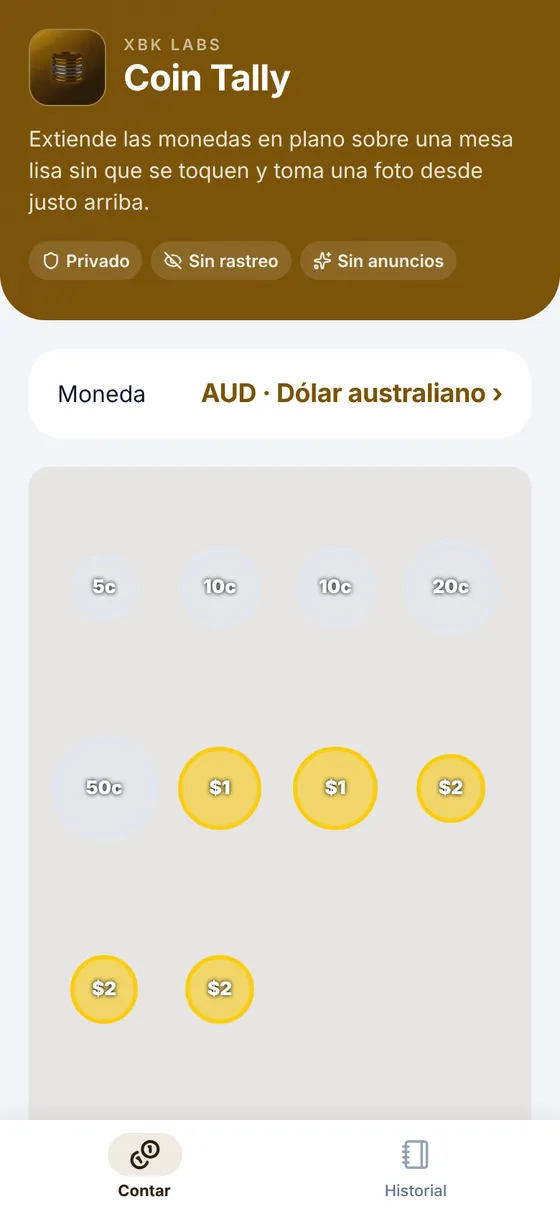 XBK LABS
Coin Tally
Extiende las monedas en plano sobre una mesa
lisa sin que se toquen y toma una foto desde
justo arriba.
Privado
Sin rastreo
Sin anuncios
Moneda
AUD · Dólar australiano ›
5c
10c
10c
20c
50c
$1
$1
$2
$2
$2
Contar
Historial